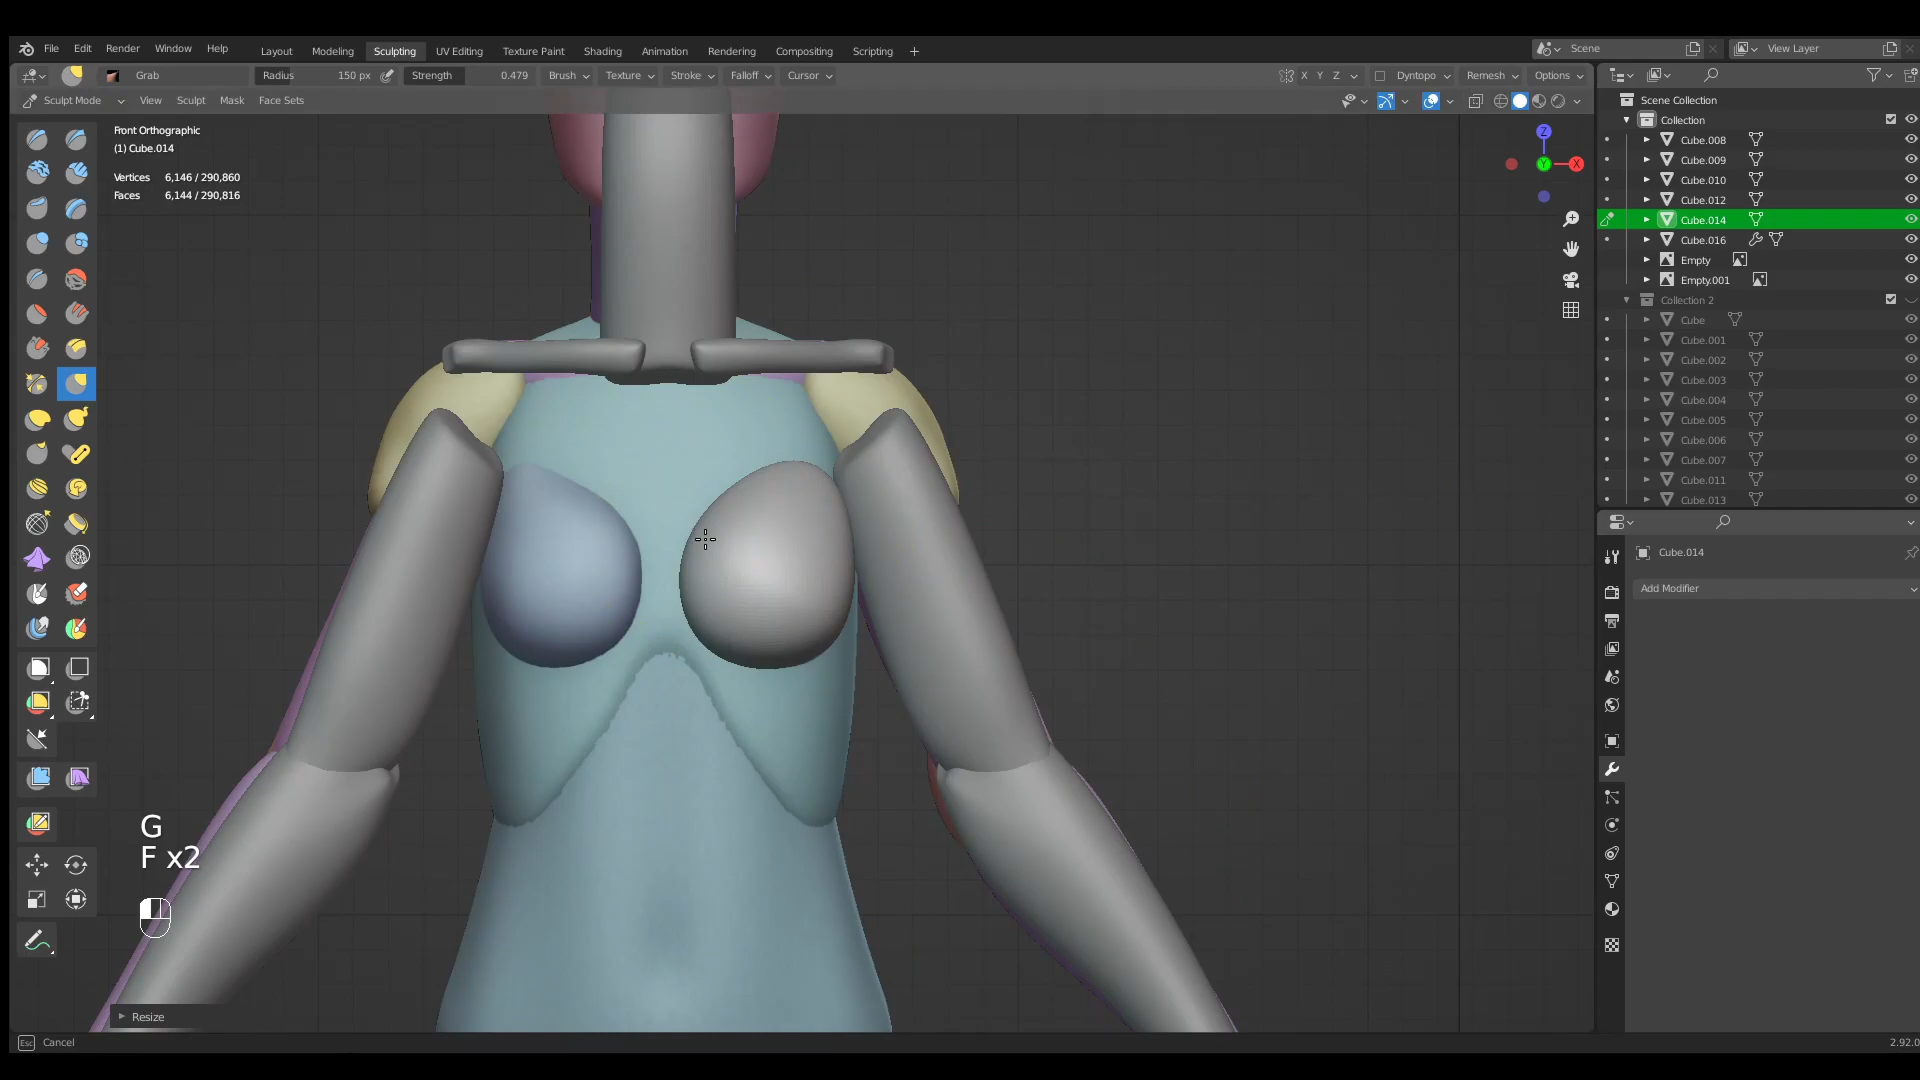 File Edit Render Window Help
Layout Modeling Sculpting UV Editing Texture Paint Shading Animation Rendering Compositing Scripting +
Scene View Layer
Grab Radius 150 px Strength 0.479 Brush Texture Stroke Falloff Cursor X Y Z Dyntopo Remesh Options
Sculpt Mode View Sculpt Mask Face Sets
Front Orthographic
(1) Cube.014
Vertices 6,146 / 290,860
Faces 6,144 / 290,816
Z
Y
X
Scene Collection
Collection
Cube.008
Cube.009
Cube.010
Cube.012
Cube.014
Cube.016
Empty
Empty.001
Collection 2
Cube
Cube.001
Cube.002
Cube.003
Cube.004
Cube.005
Cube.006
Cube.007
Cube.011
Cube.013
Cube.014
Add Modifier
G
F x2
Resize
Esc Cancel
2.92.0